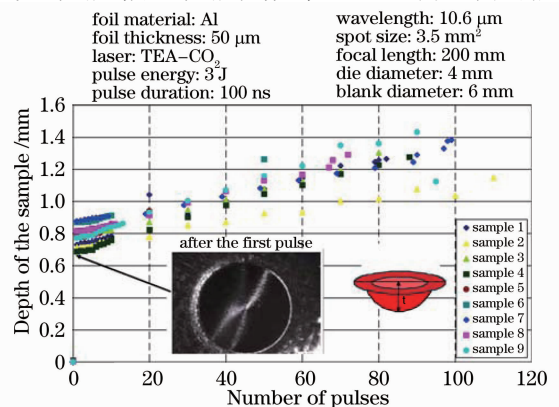 foil material: Al
foil thickness: 50 μm
laser: TEA-CO2
pulse energy: 3 J
pulse duration: 100 ns
wavelength: 10.6 μm
spot size: 3.5 mm²
focal length: 200 mm
die diameter: 4 mm
blank diameter: 6 mm
Depth of the sample /mm
1.6
1.4
1.2
1.0
0.8
0.6
0.4
0.2
0
after the first pulse
t
sample 1
sample 2
sample 3
sample 4
sample 5
sample 6
sample 7
sample 8
sample 9
0 20 40 60 80 100 120
Number of pulses